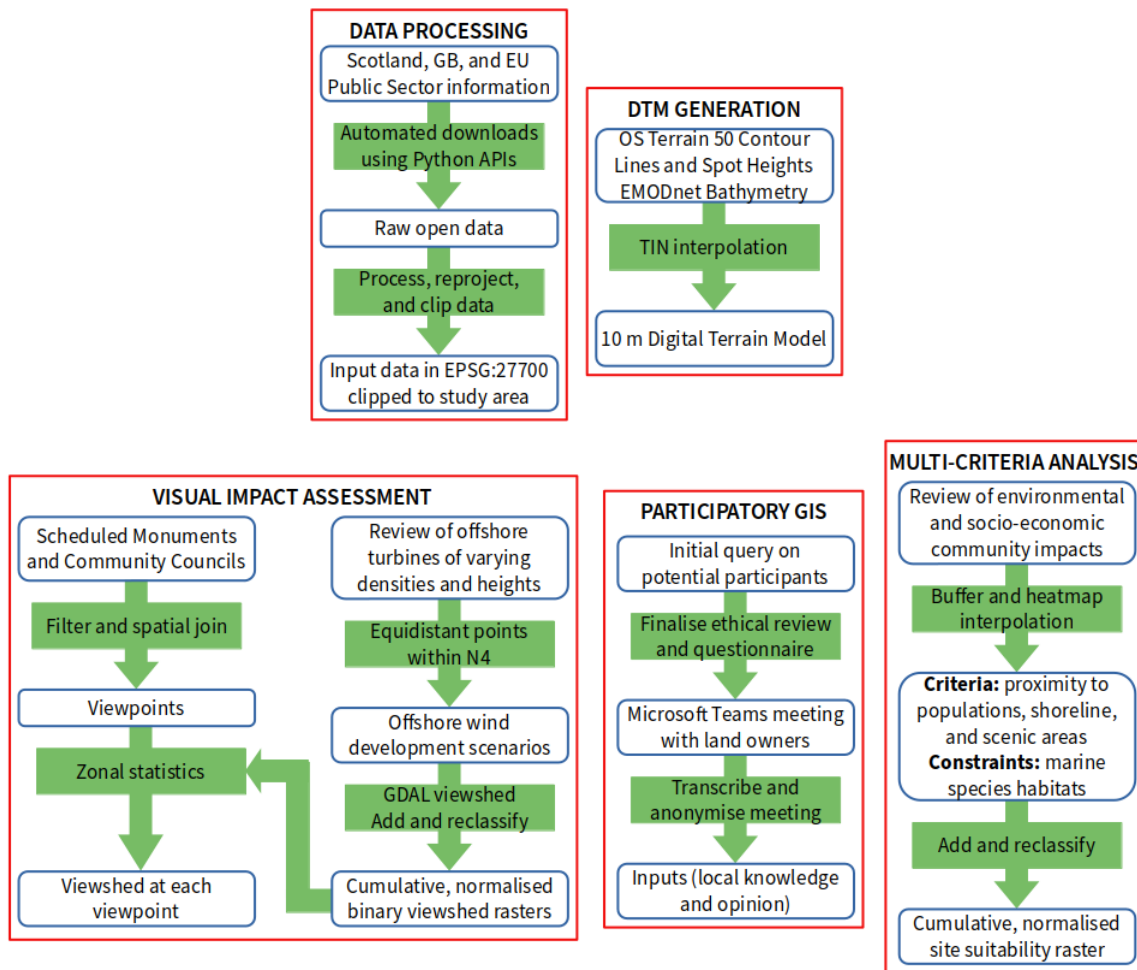 DATA PROCESSING
Scotland, GB, and EU
Public Sector information
Automated downloads
using Python APIs
Raw open data
Process, reproject,
and clip data
Input data in EPSG:27700
clipped to study area
DTM GENERATION
OS Terrain 50 Contour
Lines and Spot Heights
EMODnet Bathymetry
TIN interpolation
10 m Digital Terrain Model
VISUAL IMPACT ASSESSMENT
Scheduled Monuments
and Community Councils
Filter and spatial join
Viewpoints
Zonal statistics
Viewshed at each
viewpoint
Review of offshore
turbines of varying
densities and heights
Equidistant points
within N4
Offshore wind
development scenarios
GDAL viewshed
Add and reclassify
Cumulative, normalised
binary viewshed rasters
PARTICIPATORY GIS
Initial query on
potential participants
Finalise ethical review
and questionnaire
Microsoft Teams meeting
with land owners
Transcribe and
anonymise meeting
Inputs (local knowledge
and opinion)
MULTI-CRITERIA ANALYSIS
Review of environmental
and socio-economic
community impacts
Buffer and heatmap
interpolation
Criteria: proximity to
populations, shoreline,
and scenic areas
Constraints: marine
species habitats
Add and reclassify
Cumulative, normalised
site suitability raster